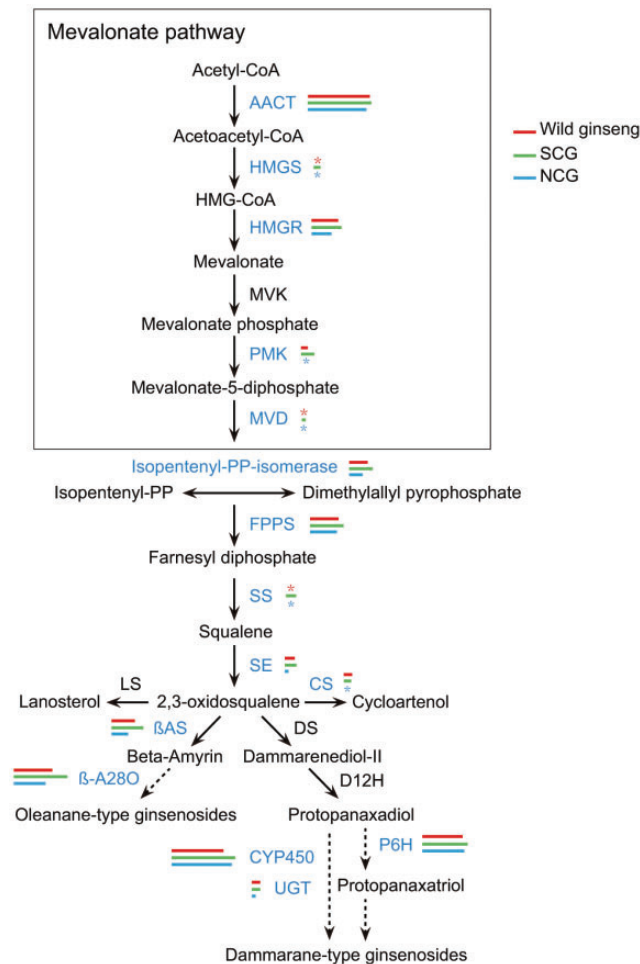 Mevalonate pathway
Acetyl-CoA
AACT
Acetoacetyl-CoA
HMGS
*
*
HMG-CoA
HMGR
Mevalonate
MVK
Mevalonate phosphate
PMK
*
Mevalonate-5-diphosphate
MVD
*
*
Wild ginseng
SCG
NCG
Isopentenyl-PP-isomerase
Isopentenyl-PP
Dimethylallyl pyrophosphate
FPPS
Farnesyl diphosphate
SS
*
*
Squalene
SE
CS
*
LS
Lanosterol
2,3-oxidosqualene
Cycloartenol
ßAS
DS
Beta-Amyrin
Dammarenediol-II
ß-A28O
D12H
Oleanane-type ginsenosides
Protopanaxadiol
CYP450
P6H
UGT
Protopanaxatriol
Dammarane-type ginsenosides